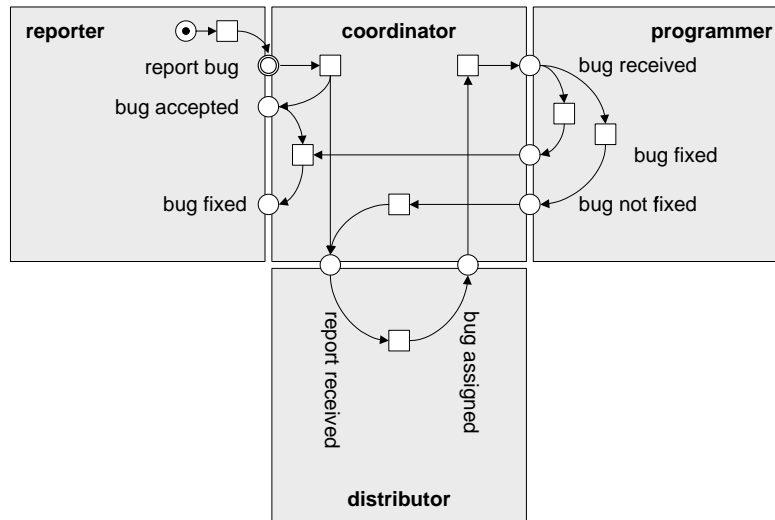 reporter
coordinator
programmer
report bug
bug received
bug accepted
bug fixed
bug fixed
bug not fixed
report received
bug assigned
distributor